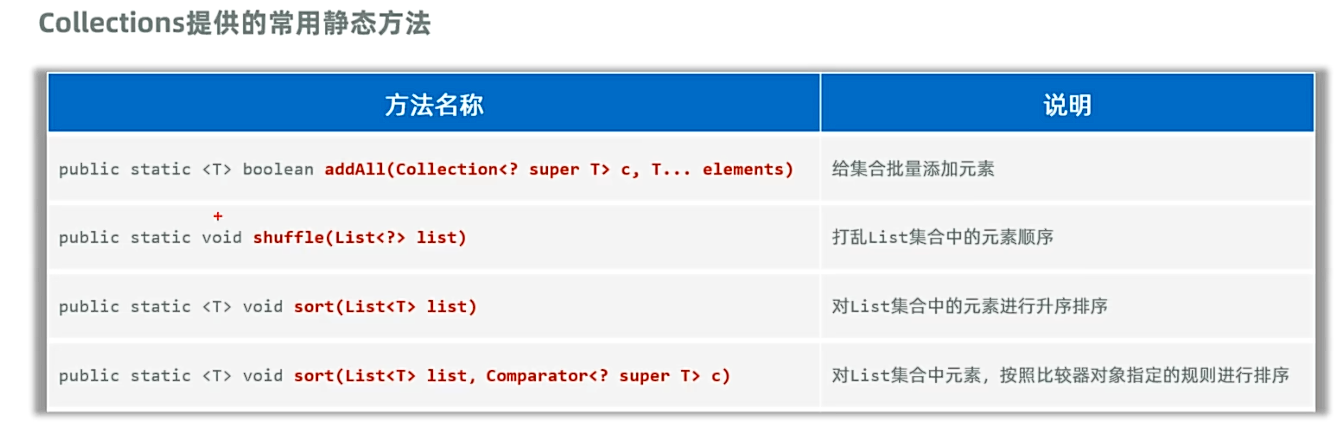 Collections提供的常用静态方法
方法名称 说明
public static <T> boolean addAll(Collection<? super T> c, T... elements) 给集合批量添加元素
public static void shuffle(List<?> list) 打乱List集合中的元素顺序
public static <T> void sort(List<T> list) 对List集合中的元素进行升序排序
public static <T> void sort(List<T> list, Comparator<? super T> c) 对List集合中元素，按照比较器对象指定的规则进行排序